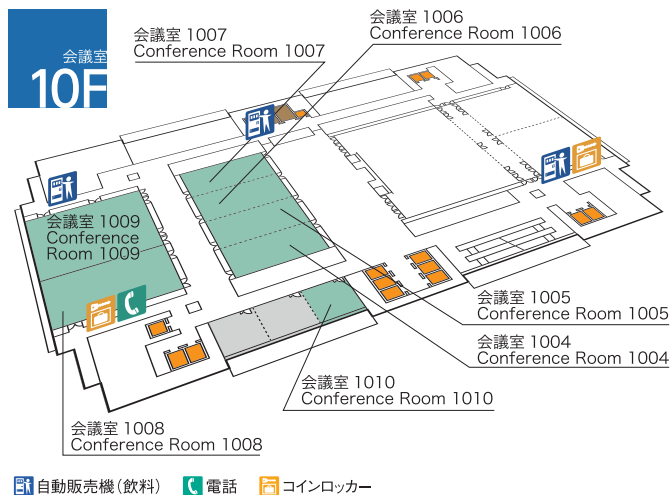 会議室
10F
会議室 1007
Conference Room 1007
会議室 1006
Conference Room 1006
会議室 1009
Conference
Room 1009
会議室 1005
Conference Room 1005
会議室 1004
Conference Room 1004
会議室 1010
Conference Room 1010
会議室 1008
Conference Room 1008
自動販売機(飲料)
電話
コインロッカー